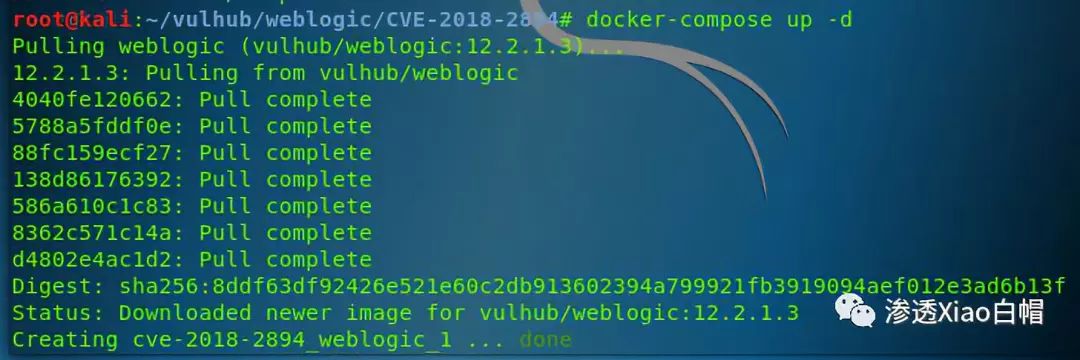 root@kali:~/vulhub/weblogic/CVE-2018-2894# docker-compose up -d
Pulling weblogic (vulhub/weblogic:12.2.1.3)...
12.2.1.3: Pulling from vulhub/weblogic
4040fe120662: Pull complete
5788a5fddf0e: Pull complete
88fc159ecf27: Pull complete
138d86176392: Pull complete
586a610c1c83: Pull complete
8362c571c14a: Pull complete
d4802e4ac1d2: Pull complete
Digest: sha256:8ddf63df92426e521e60c2db913602394a799921fb3919094aef012e3ad6b13f
Status: Downloaded newer image for vulhub/weblogic:12.2.1.3
渗透Xiao白帽
Creating cve-2018-2894_weblogic_1 ... done